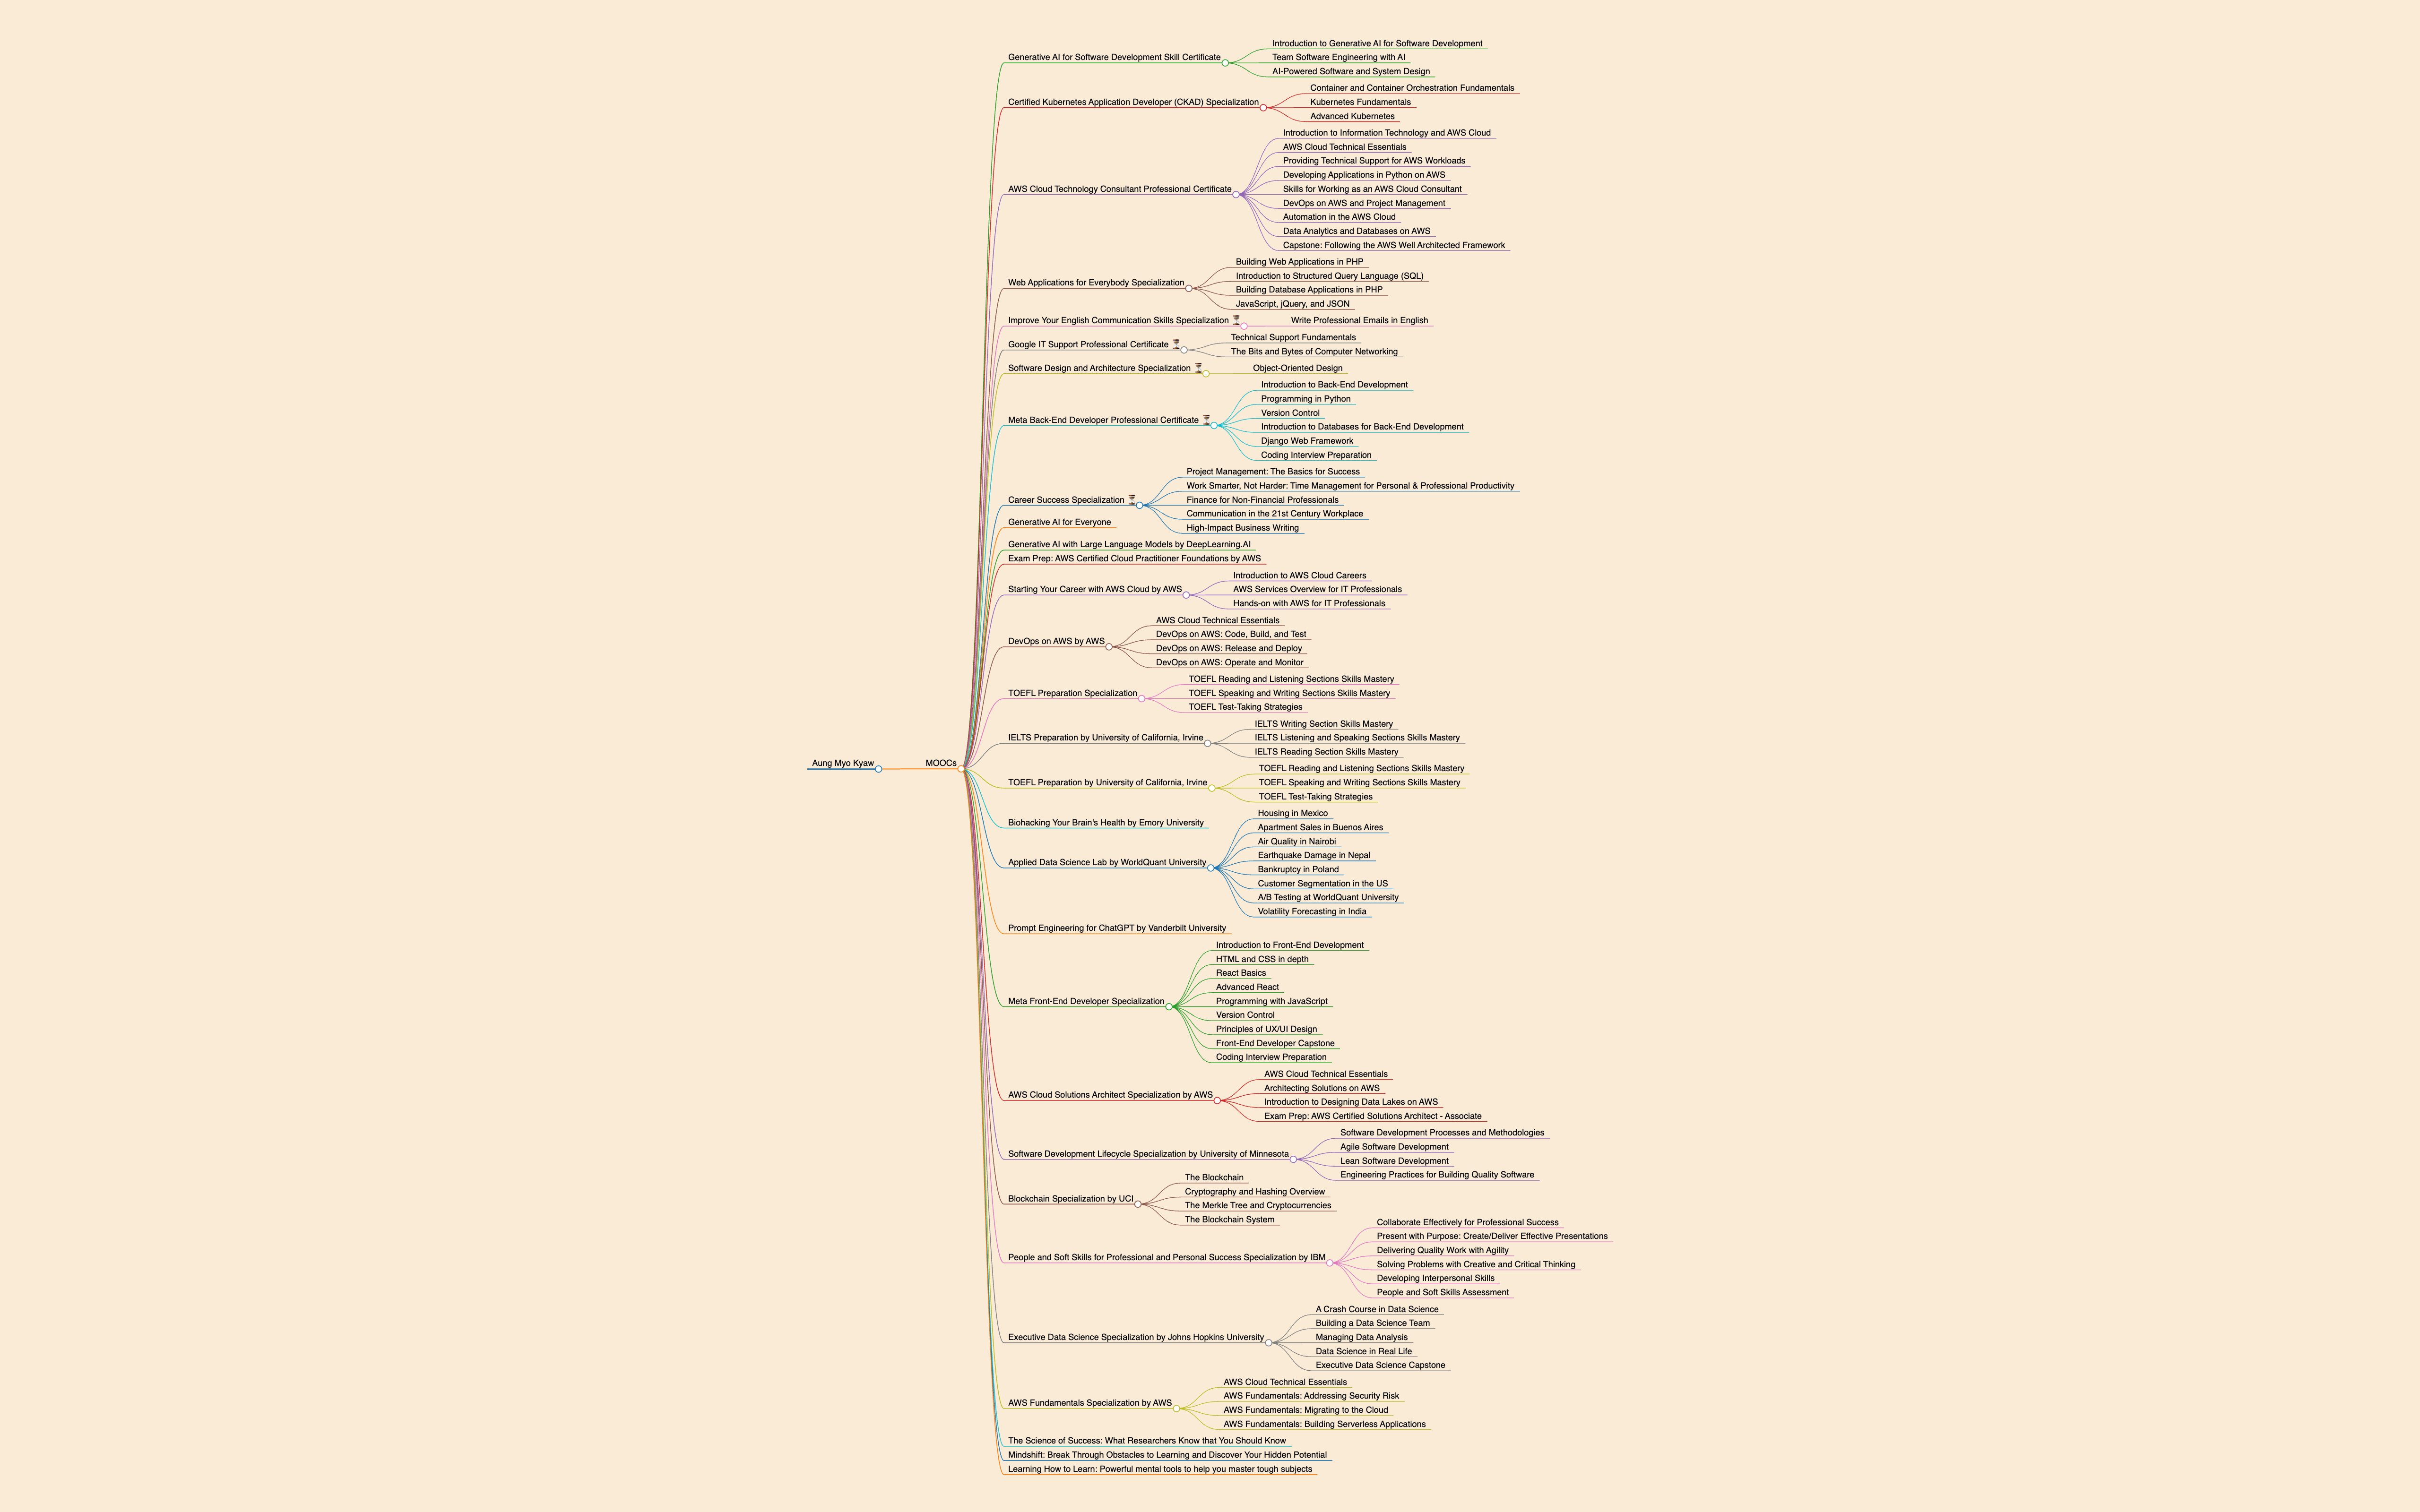 Aung Myo Kyaw
MOOCs
Generative AI for Software Development Skill Certificate
Introduction to Generative AI for Software Development
Team Software Engineering with AI
AI-Powered Software and System Design
Certified Kubernetes Application Developer (CKAD) Specialization
Container and Container Orchestration Fundamentals
Kubernetes Fundamentals
Advanced Kubernetes
AWS Cloud Technology Consultant Professional Certificate
Introduction to Information Technology and AWS Cloud
AWS Cloud Technical Essentials
Providing Technical Support for AWS Workloads
Developing Applications in Python on AWS
Skills for Working as an AWS Cloud Consultant
DevOps on AWS and Project Management
Automation in the AWS Cloud
Data Analytics and Databases on AWS
Capstone: Following the AWS Well Architected Framework
Web Applications for Everybody Specialization
Building Web Applications in PHP
Introduction to Structured Query Language (SQL)
Building Database Applications in PHP
JavaScript, jQuery, and JSON
Improve Your English Communication Skills Specialization ⏳
Write Professional Emails in English
Google IT Support Professional Certificate ⏳
Technical Support Fundamentals
The Bits and Bytes of Computer Networking
Software Design and Architecture Specialization ⏳
Object-Oriented Design
Meta Back-End Developer Professional Certificate ⏳
Introduction to Back-End Development
Programming in Python
Version Control
Introduction to Databases for Back-End Development
Django Web Framework
Coding Interview Preparation
Career Success Specialization ⏳
Project Management: The Basics for Success
Work Smarter, Not Harder: Time Management for Personal & Professional Productivity
Finance for Non-Financial Professionals
Communication in the 21st Century Workplace
High-Impact Business Writing
Generative AI for Everyone
Generative AI with Large Language Models by DeepLearning.AI
Exam Prep: AWS Certified Cloud Practitioner Foundations by AWS
Starting Your Career with AWS Cloud by AWS
Introduction to AWS Cloud Careers
AWS Services Overview for IT Professionals
Hands-on with AWS for IT Professionals
DevOps on AWS by AWS
AWS Cloud Technical Essentials
DevOps on AWS: Code, Build, and Test
DevOps on AWS: Release and Deploy
DevOps on AWS: Operate and Monitor
TOEFL Preparation Specialization
TOEFL Reading and Listening Sections Skills Mastery
TOEFL Speaking and Writing Sections Skills Mastery
TOEFL Test-Taking Strategies
IELTS Preparation by University of California, Irvine
IELTS Writing Section Skills Mastery
IELTS Listening and Speaking Sections Skills Mastery
IELTS Reading Section Skills Mastery
TOEFL Preparation by University of California, Irvine
TOEFL Reading and Listening Sections Skills Mastery
TOEFL Speaking and Writing Sections Skills Mastery
TOEFL Test-Taking Strategies
Biohacking Your Brain's Health by Emory University
Applied Data Science Lab by WorldQuant University
Housing in Mexico
Apartment Sales in Buenos Aires
Air Quality in Nairobi
Earthquake Damage in Nepal
Bankruptcy in Poland
Customer Segmentation in the US
A/B Testing at WorldQuant University
Volatility Forecasting in India
Prompt Engineering for ChatGPT by Vanderbilt University
Meta Front-End Developer Specialization
Introduction to Front-End Development
HTML and CSS in depth
React Basics
Advanced React
Programming with JavaScript
Version Control
Principles of UX/UI Design
Front-End Developer Capstone
Coding Interview Preparation
AWS Cloud Solutions Architect Specialization by AWS
AWS Cloud Technical Essentials
Architecting Solutions on AWS
Introduction to Designing Data Lakes on AWS
Exam Prep: AWS Certified Solutions Architect - Associate
Software Development Lifecycle Specialization by University of Minnesota
Software Development Processes and Methodologies
Agile Software Development
Lean Software Development
Engineering Practices for Building Quality Software
Blockchain Specialization by UCI
The Blockchain
Cryptography and Hashing Overview
The Merkle Tree and Cryptocurrencies
The Blockchain System
People and Soft Skills for Professional and Personal Success Specialization by IBM
Collaborate Effectively for Professional Success
Present with Purpose: Create/Deliver Effective Presentations
Delivering Quality Work with Agility
Solving Problems with Creative and Critical Thinking
Developing Interpersonal Skills
People and Soft Skills Assessment
Executive Data Science Specialization by Johns Hopkins University
A Crash Course in Data Science
Building a Data Science Team
Managing Data Analysis
Data Science in Real Life
Executive Data Science Capstone
AWS Fundamentals Specialization by AWS
AWS Cloud Technical Essentials
AWS Fundamentals: Addressing Security Risk
AWS Fundamentals: Migrating to the Cloud
AWS Fundamentals: Building Serverless Applications
The Science of Success: What Researchers Know that You Should Know
Mindshift: Break Through Obstacles to Learning and Discover Your Hidden Potential
Learning How to Learn: Powerful mental tools to help you master tough subjects